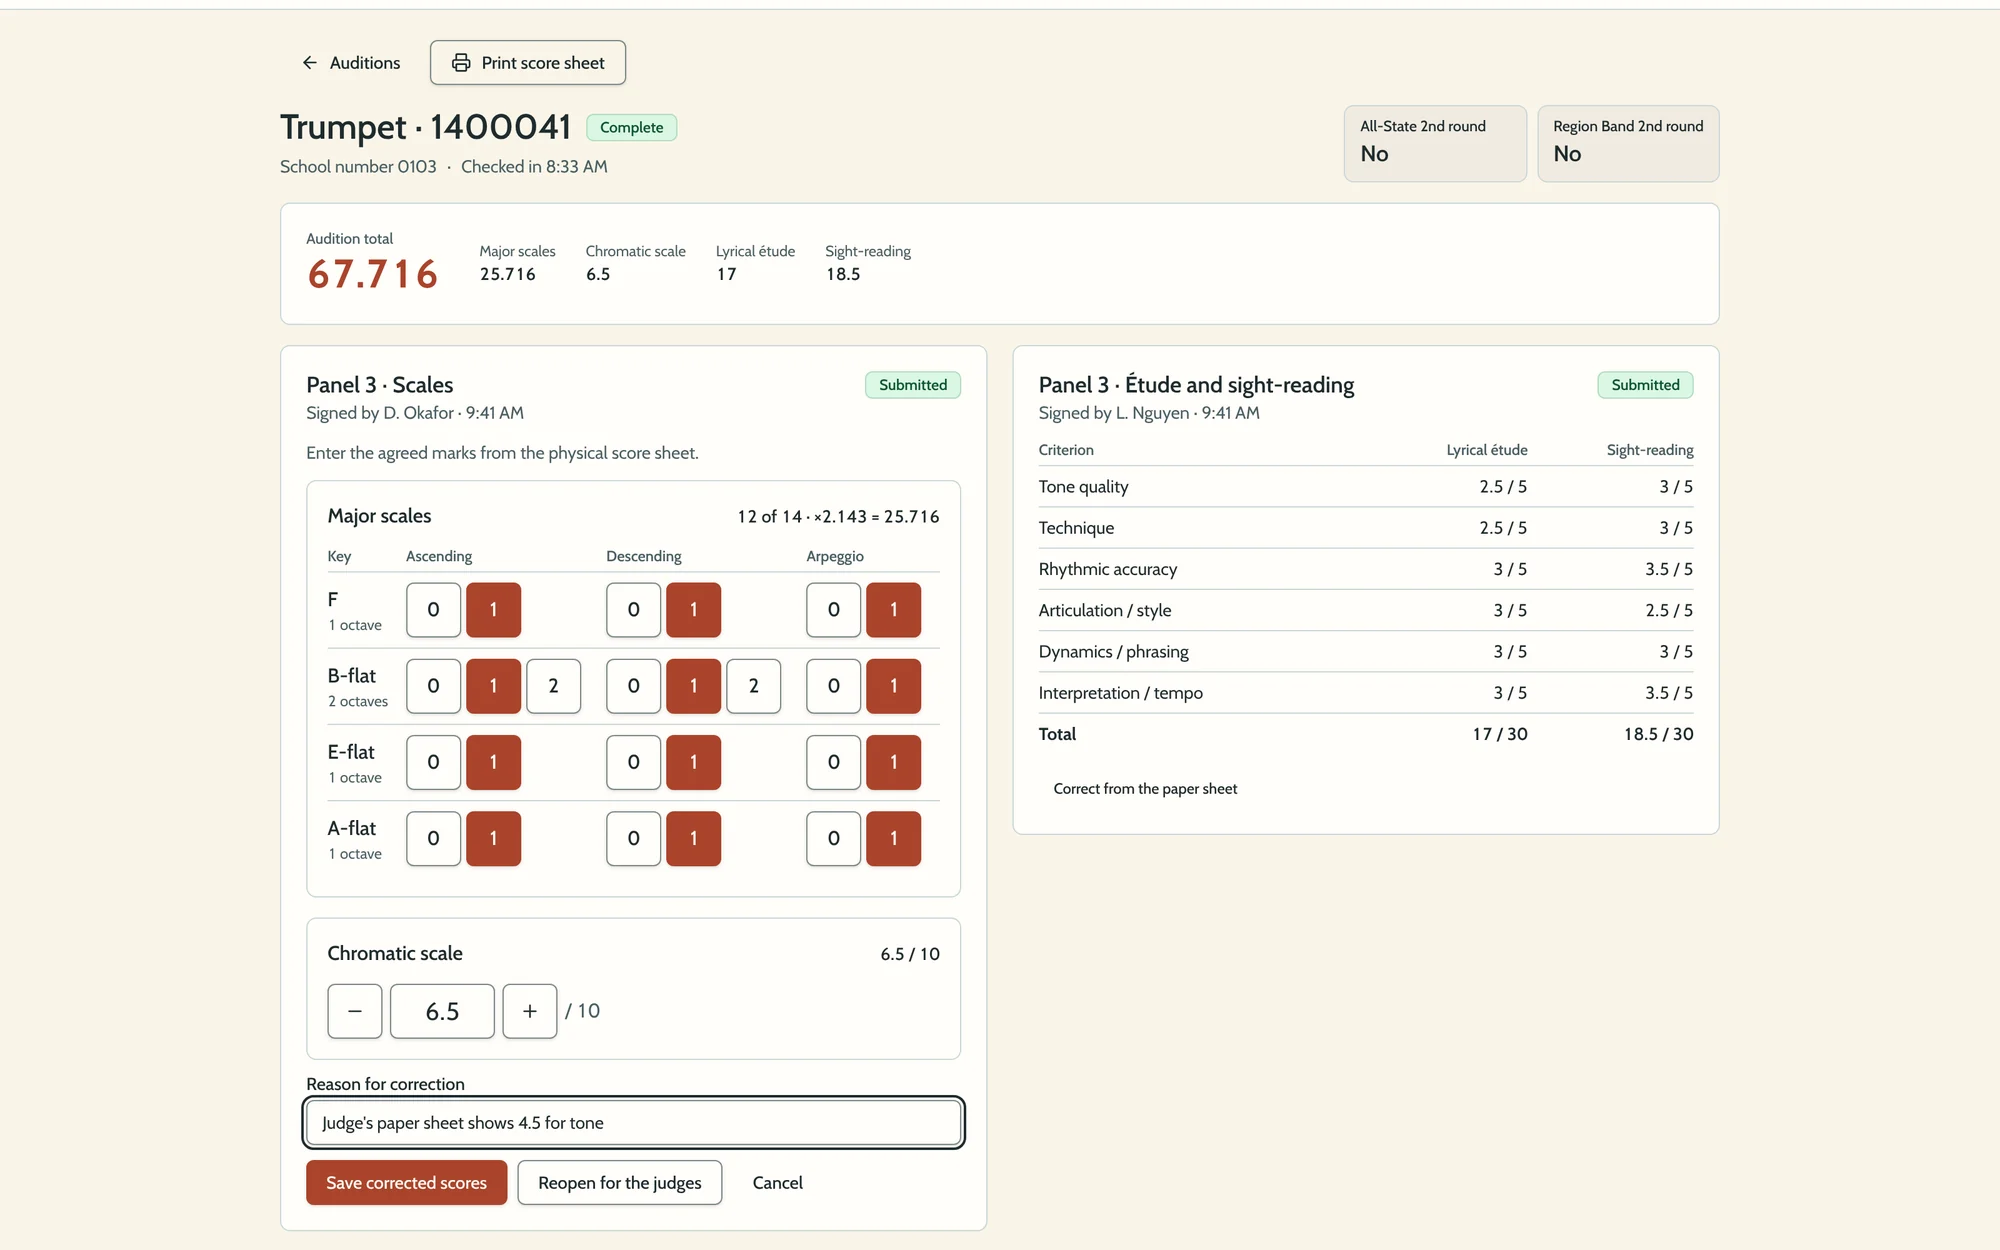 Auditions
Print score sheet
Trumpet · 1400041 Complete
School number 0103 · Checked in 8:33 AM
All-State 2nd round
No
Region Band 2nd round
No
Audition total
67.716
Major scales
25.716
Chromatic scale
6.5
Lyrical étude
17
Sight-reading
18.5
Panel 3 · Scales Submitted
Signed by D. Okafor · 9:41 AM
Enter the agreed marks from the physical score sheet.
Major scales 12 of 14 · ×2.143 = 25.716
Key Ascending Descending Arpeggio
F 0 1 0 1 0 1
1 octave
B-flat 0 1 2 0 1 2 0 1
2 octaves
E-flat 0 1 0 1 0 1
1 octave
A-flat 0 1 0 1 0 1
1 octave
Chromatic scale 6.5 / 10
− 6.5 + / 10
Reason for correction
Judge's paper sheet shows 4.5 for tone
Save corrected scores Reopen for the judges Cancel
Panel 3 · Étude and sight-reading Submitted
Signed by L. Nguyen · 9:41 AM
Criterion Lyrical étude Sight-reading
Tone quality 2.5 / 5 3 / 5
Technique 2.5 / 5 3 / 5
Rhythmic accuracy 3 / 5 3.5 / 5
Articulation / style 3 / 5 2.5 / 5
Dynamics / phrasing 3 / 5 3 / 5
Interpretation / tempo 3 / 5 3.5 / 5
Total 17 / 30 18.5 / 30
Correct from the paper sheet